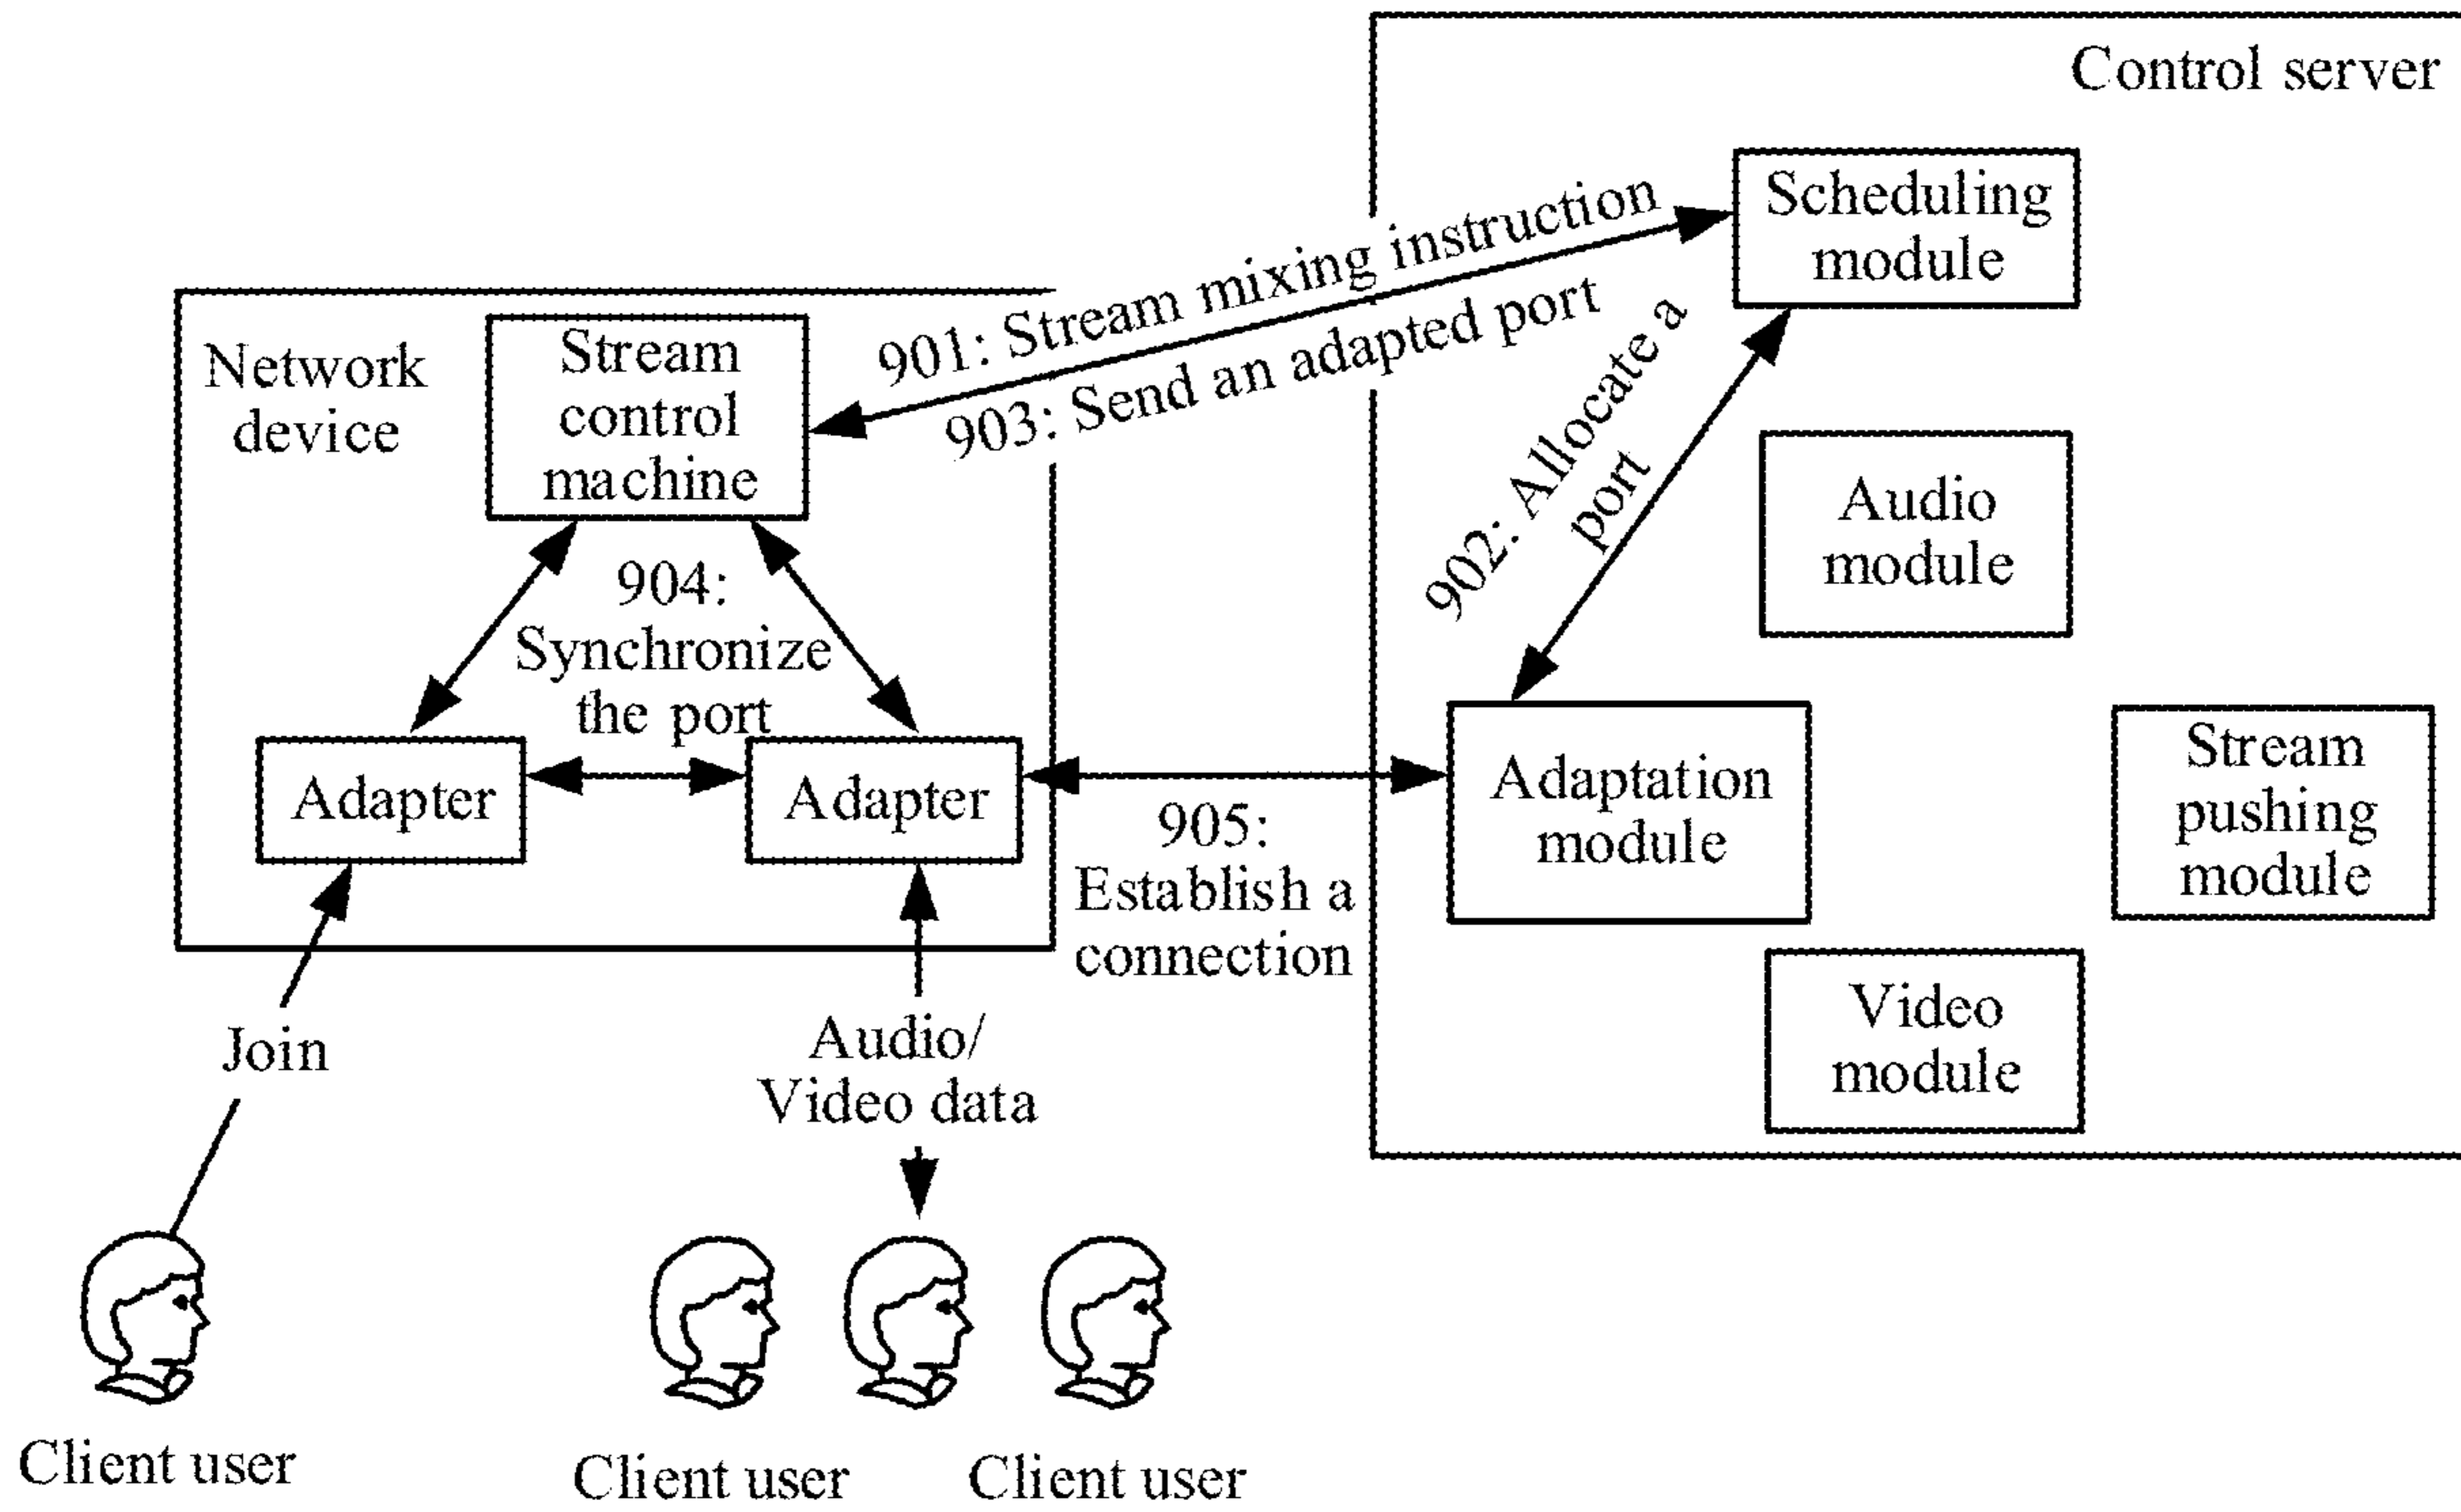 Control server
Scheduling
module
901: Stream mixing instruction
903: Send an adapted port
902: Allocate a
port
Network
device
Stream
control
machine
904:
Synchronize
the port
Adapter
Adapter
905:
Establish a
connection
Audio
module
Adaptation
module
Stream
pushing
module
Video
module
Join
Audio/
Video data
Client user
Client user
Client user